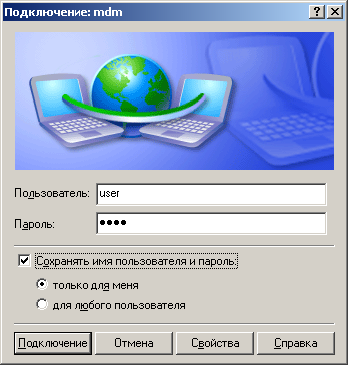 Подключение: mdm
Пользователь: user
Пароль: ●●●●
Сохранять имя пользователя и пароль:
только для меня
для любого пользователя
Подключение Отмена Свойства Справка